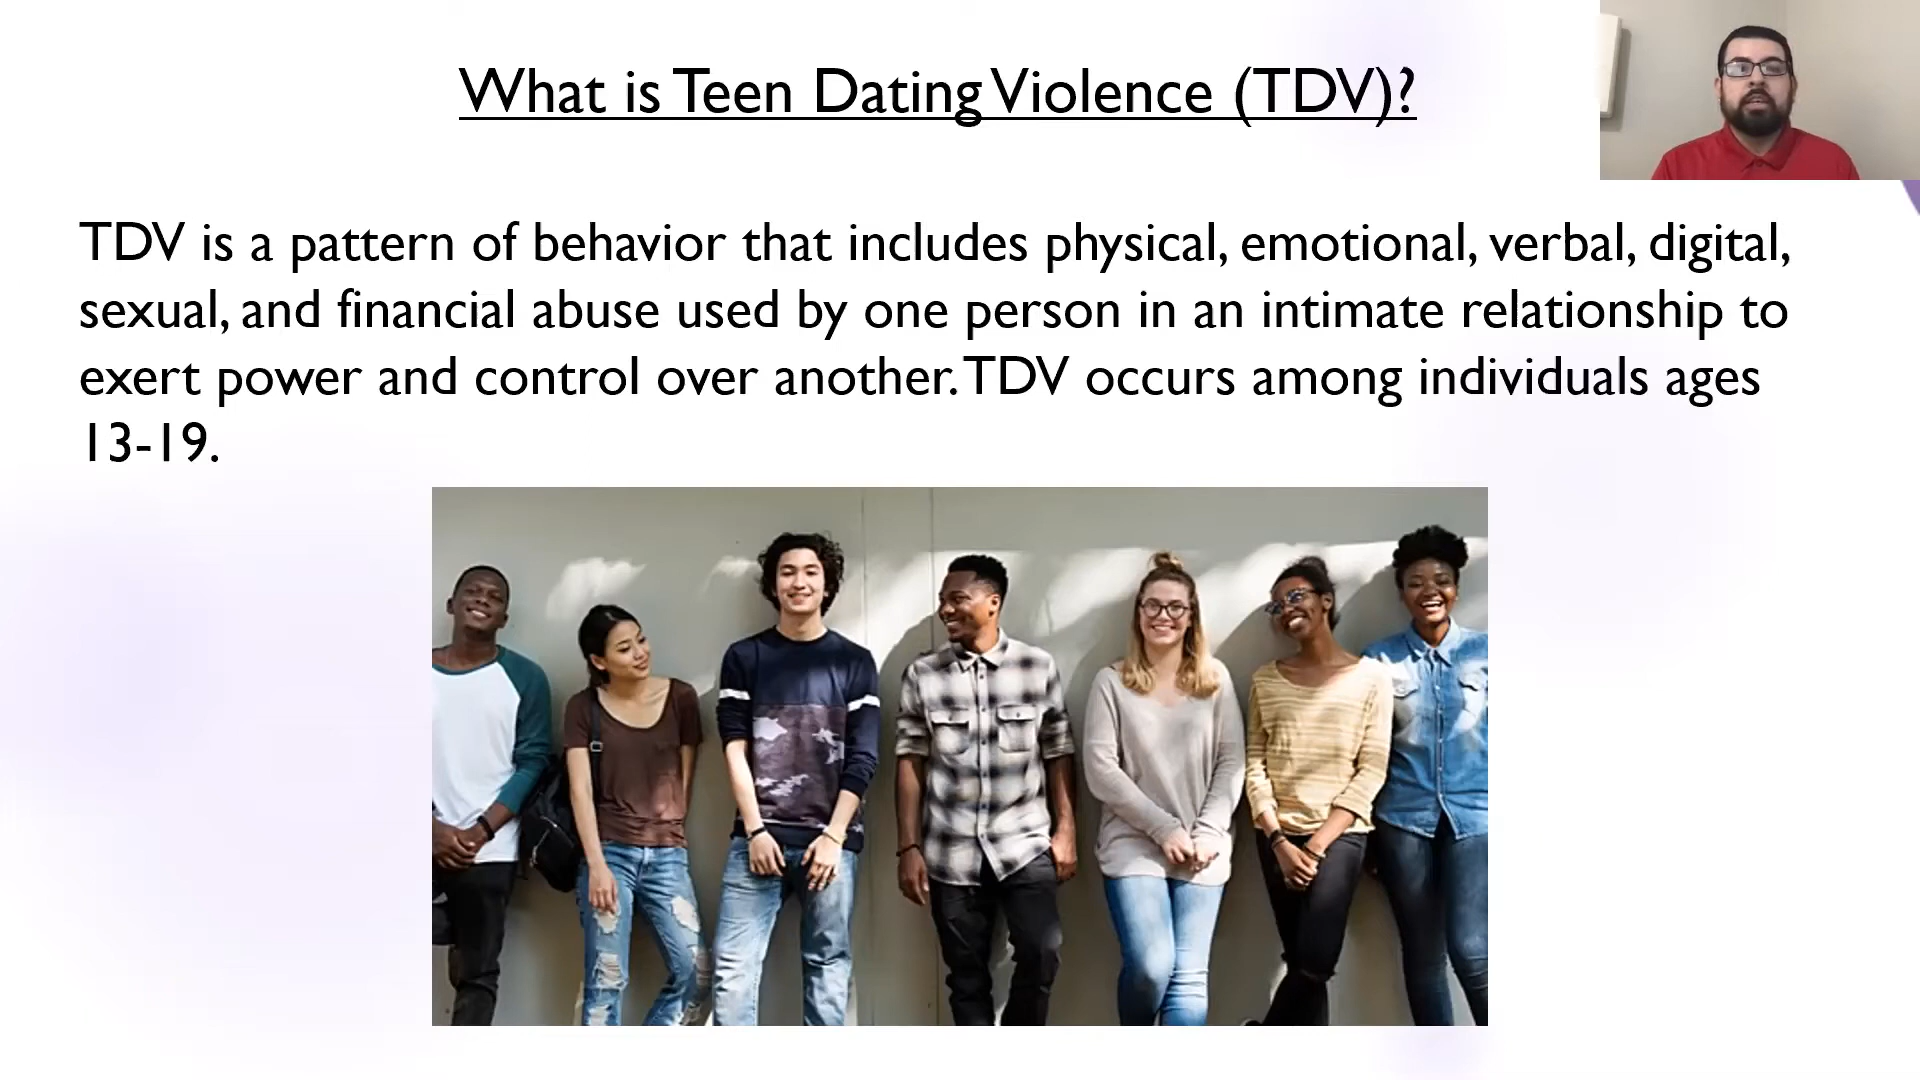 What is Teen Dating Violence (TDV)?
TDV is a pattern of behavior that includes physical, emotional, verbal, digital,
sexual, and financial abuse used by one person in an intimate relationship to
exert power and control over another. TDV occurs among individuals ages
13-19.